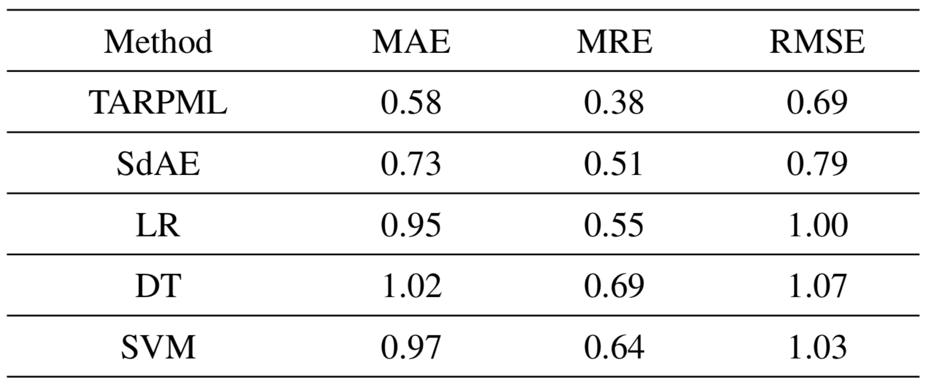 Method MAE MRE RMSE
TARPML 0.58 0.38 0.69
SdAE 0.73 0.51 0.79
LR 0.95 0.55 1.00
DT 1.02 0.69 1.07
SVM 0.97 0.64 1.03